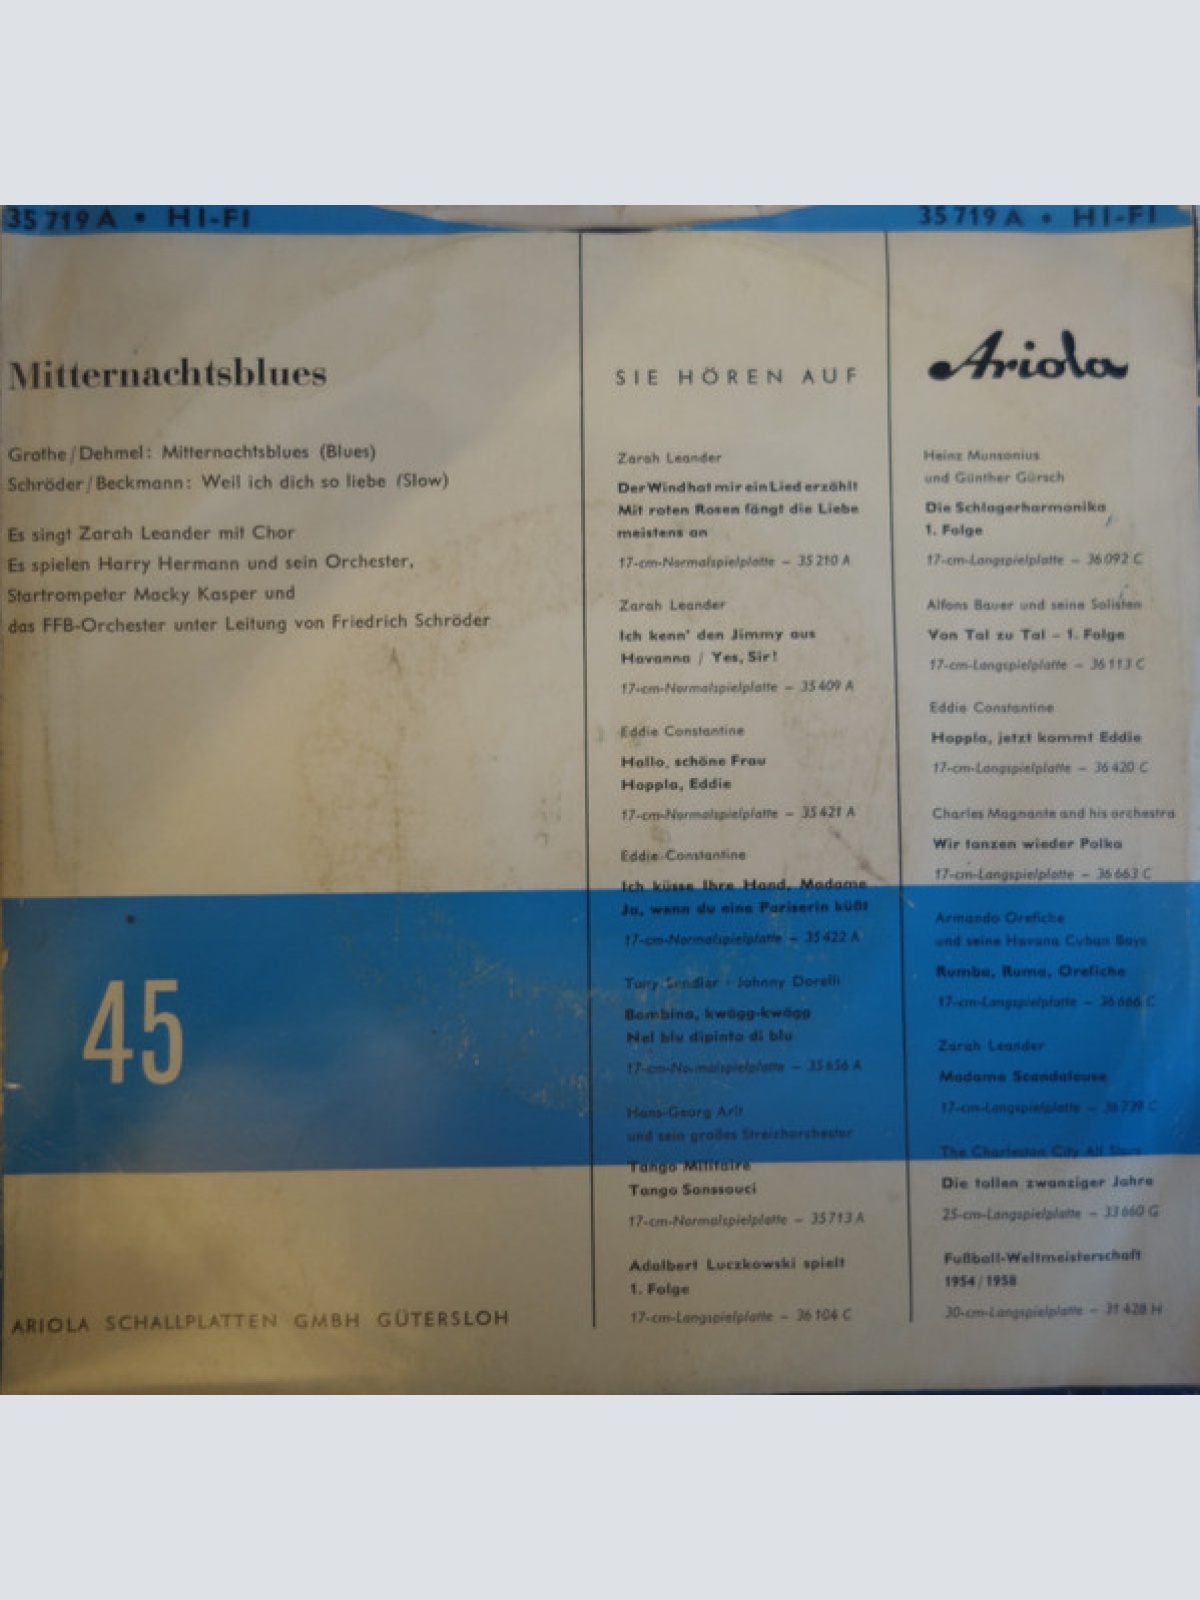 35 719 A • HI-FI
35 719 A • HI-FI
Mitternachtsblues
Grothe/Dehmel: Mitternachtsblues (Blues)
Schröder/Beckmann: Weil ich dich so liebe (Slow)
Es singt Zarah Leander mit Chor
Es spielen Harry Hermann und sein Orchester,
Startrompeter Macky Kasper und
das FFB-Orchester unter Leitung von Friedrich Schröder
45
ARIOLA SCHALLPLATTEN GMBH GÜTERSLOH
SIE HÖREN AUF
Zarah Leander
Der Wind hat mir ein Lied erzählt
Mit roten Rosen fängt die Liebe
meistens an
17-cm-Normalspielplatte – 35 210 A
Zarah Leander
Ich kenn' den Jimmy aus
Havanna / Yes, Sir!
17-cm-Normalspielplatte – 35 409 A
Eddie Constantine
Hallo, schöne Frau
Hoppla, Eddie
17-cm-Normalspielplatte – 35 421 A
Eddie Constantine
Ich küsse Ihre Hand, Madame
Ja, wenn du eine Pariserin küßt
17-cm-Normalspielplatte – 35 422 A
Tony Sandlar · Johnny Dorelli
Bambina, kwägg-kwägg
Nel blu dipinto di blu
17-cm-Normalspielplatte – 35 656 A
Hans-Georg Arlt
und sein großes Streichorchester
Tango Militaire
Tango Sanssouci
17-cm-Normalspielplatte – 35 713 A
Adalbert Luczkowski spielt
1. Folge
17-cm-Langspielplatte – 36 104 C
Ariola
Heinz Munsonius
und Günther Gürsch
Die Schlagerharmonika
1. Folge
17-cm-Langspielplatte – 36 092 C
Alfons Bauer und seine Solisten
Von Tal zu Tal – 1. Folge
17-cm-Langspielplatte – 36 113 C
Eddie Constantine
Hoppla, jetzt kommt Eddie
17-cm-Langspielplatte – 36 420 C
Charles Magnante and his orchestra
Wir tanzen wieder Polka
17-cm-Langspielplatte – 36 663 C
Armando Orefiche
und seine Havana Cuban Boys
Rumba, Ruma, Orefiche
17-cm-Langspielplatte – 36 666 C
Zarah Leander
Madame Scandaleuse
17-cm-Langspielplatte – 36 739 C
The Charleston City All Stars
Die tollen zwanziger Jahre
25-cm-Langspielplatte – 33 660 G
Fußball-Weltmeisterschaft
1954/1958
30-cm-Langspielplatte – 31 428 H